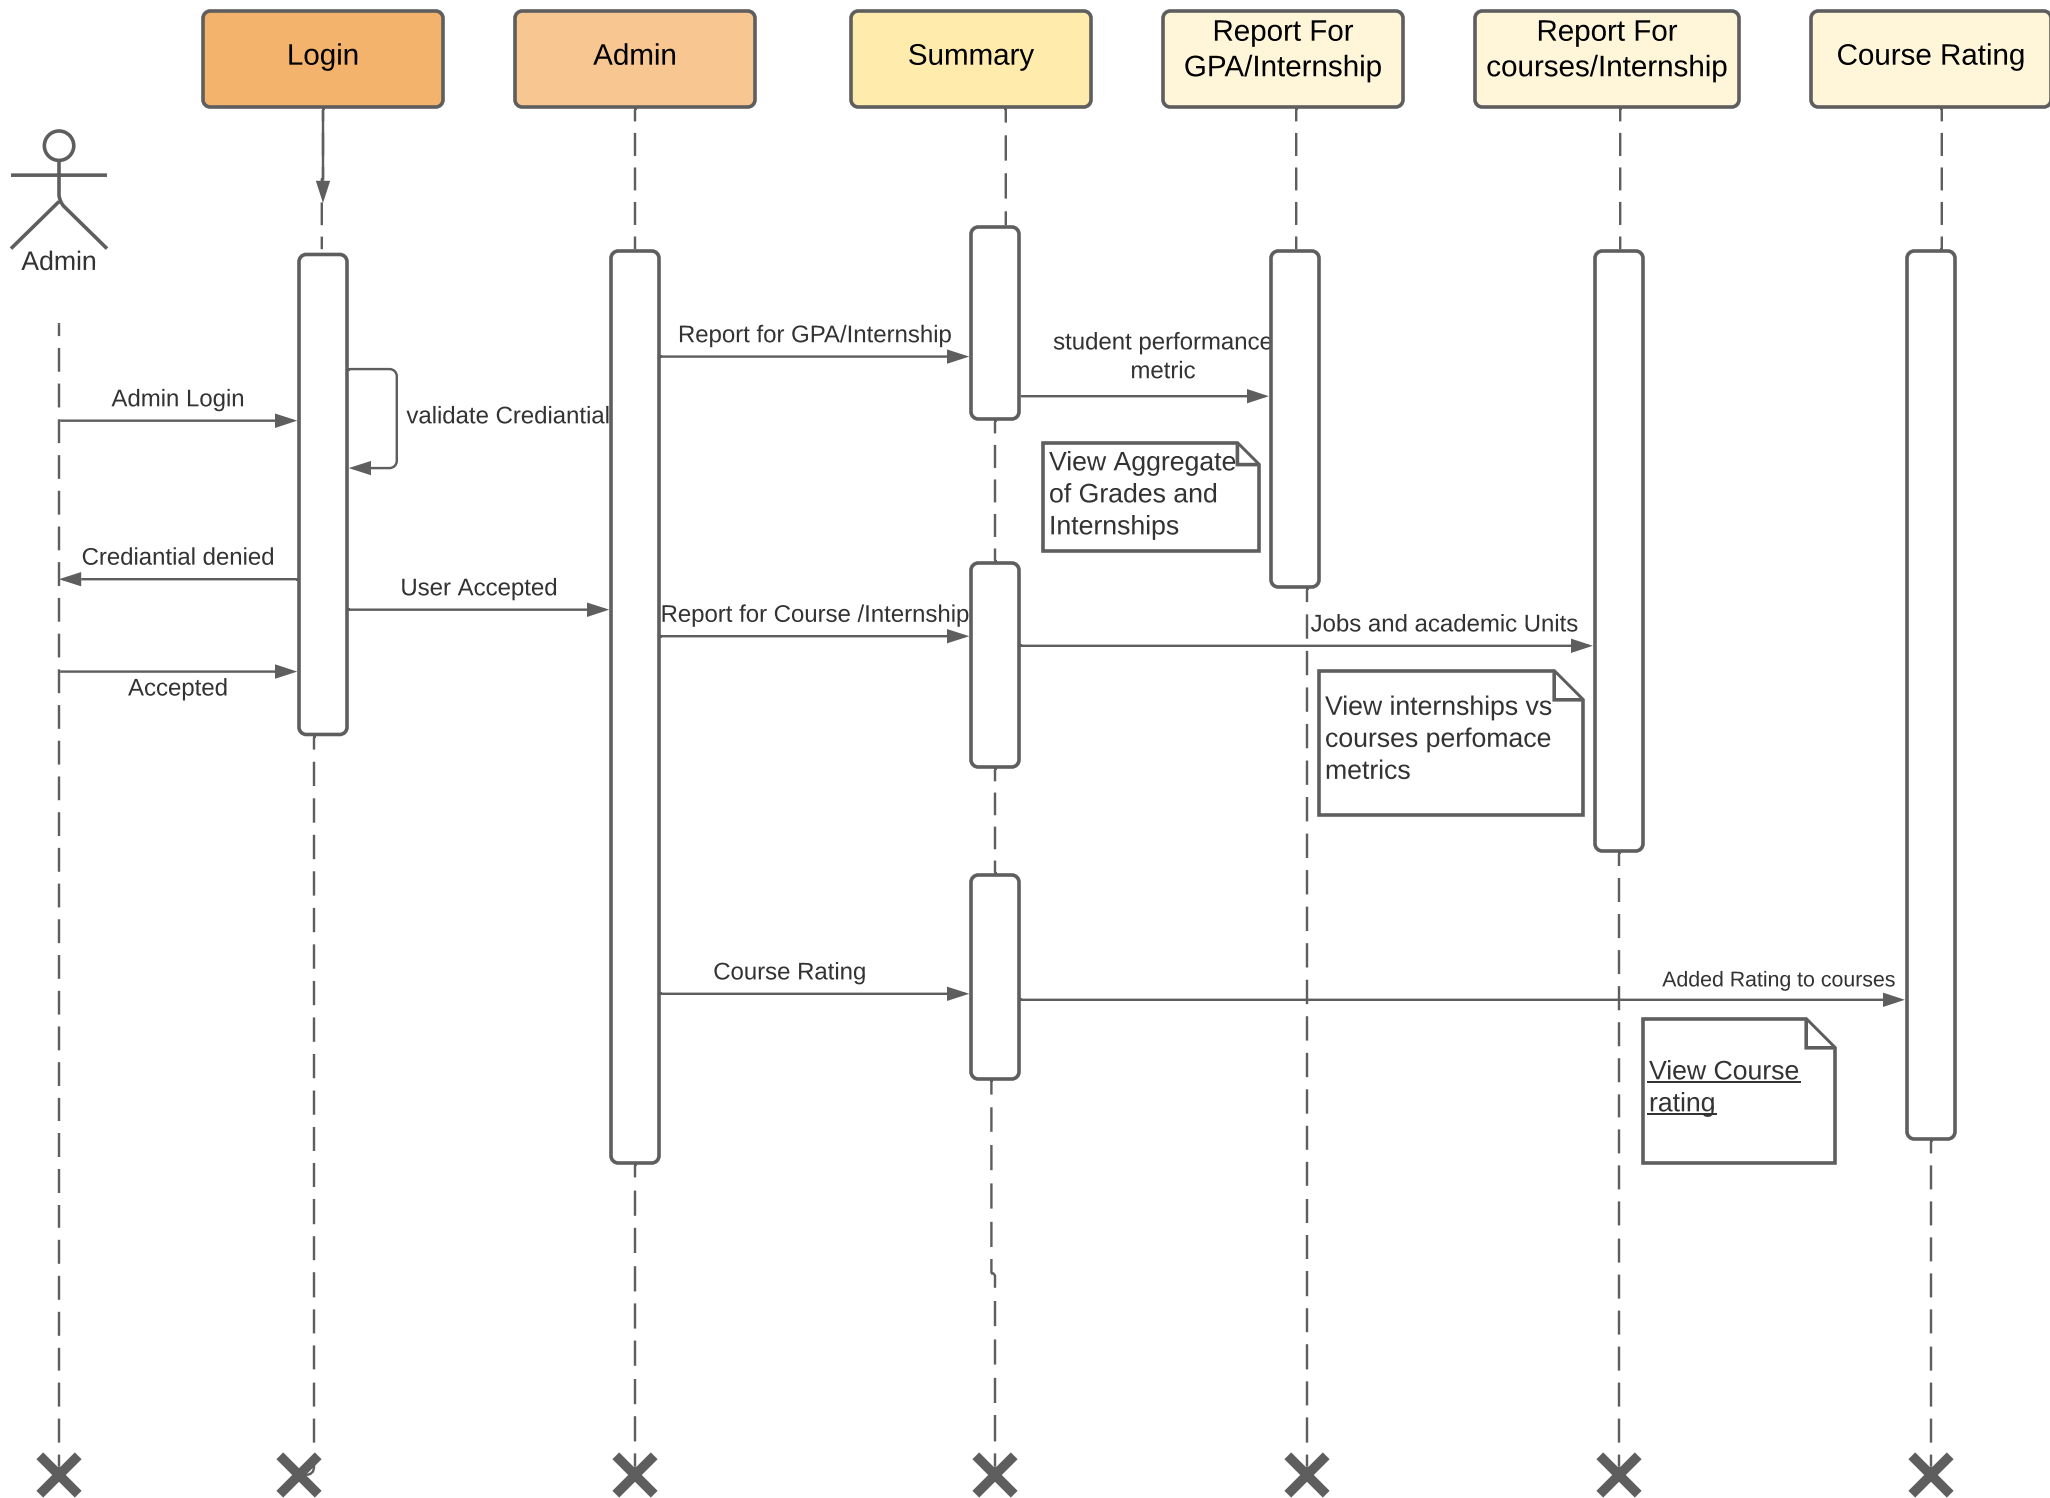 Login
Admin
Summary
Report For
GPA/Internship
Report For
courses/Internship
Course Rating
Admin
Report for GPA/Internship
student performance
metric
Admin Login
validate Crediantial
View Aggregate
of Grades and
Internships
Crediantial denied
User Accepted
Report for Course /Internship
Jobs and academic Units
Accepted
View internships vs
courses perfomace
metrics
Course Rating
Added Rating to courses
View Course
rating